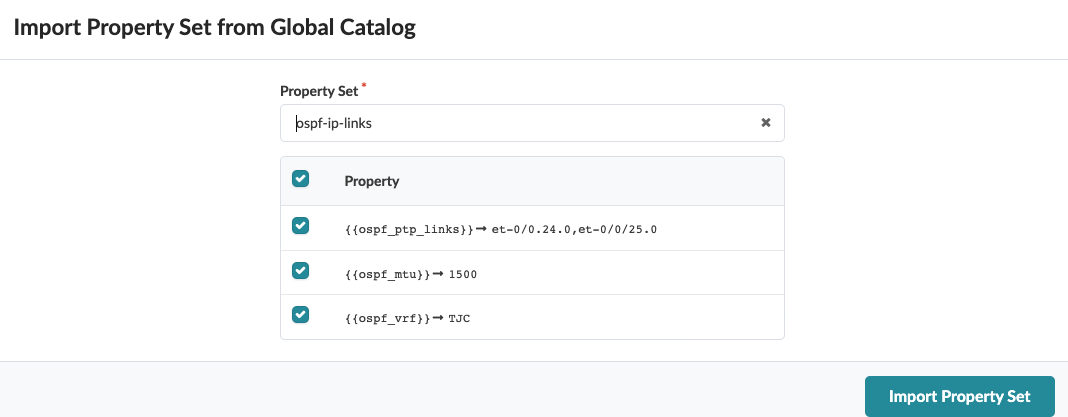 Import Property Set from Global Catalog
Property Set *
ospf-ip-links
Property
{{ospf_ptp_links}}→ et-0/0.24.0,et-0/0/25.0
{{ospf_mtu}}→ 1500
{{ospf_vrf}}→ TJC
Import Property Set